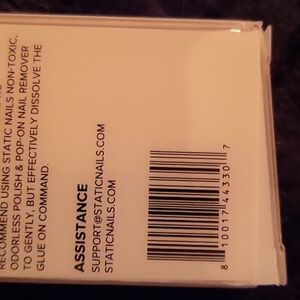 RECOMMEND USING STATIC NAILS NON-TOXIC,
ODORLESS POLISH & POP-ON NAIL REMOVER
TO GENTLY, BUT EFFECTIVELY DISSOLVE THE
GLUE ON COMMAND.
ASSISTANCE
SUPPORT@STATICNAILS.COM
STATICNAILS.COM
8 10017 44330 7